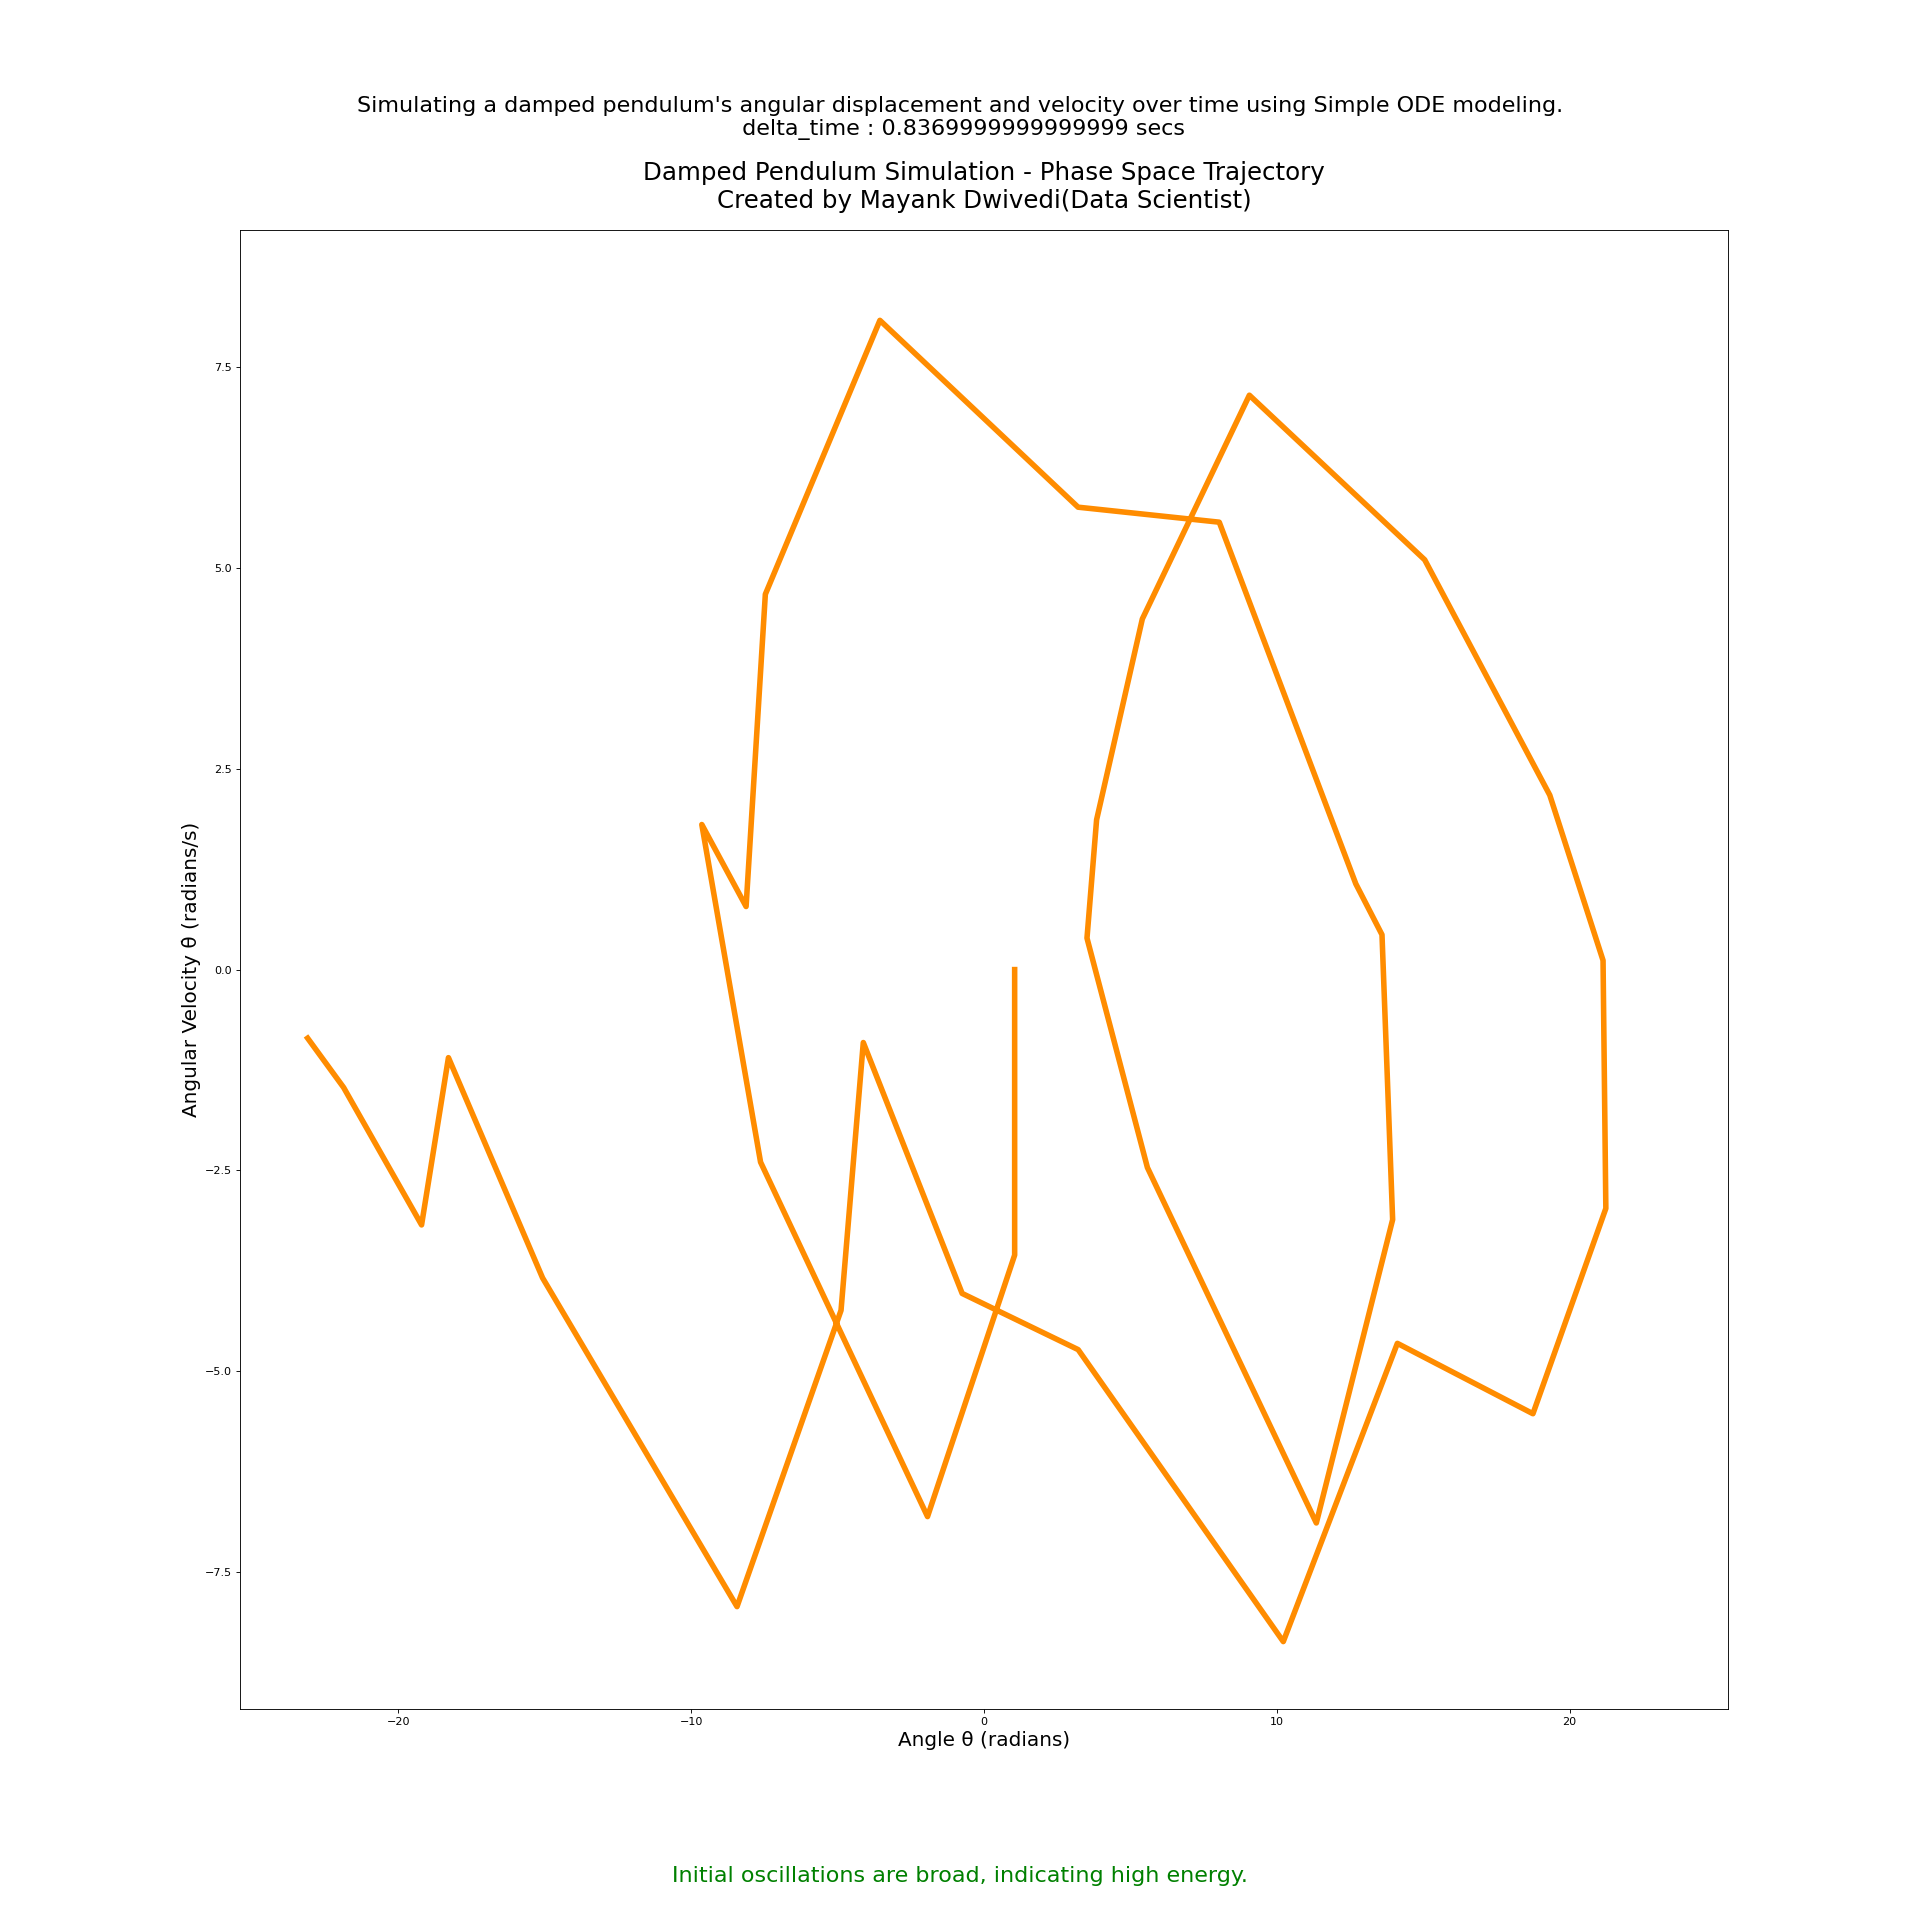 Simulating a damped pendulum's angular displacement and velocity over time using Simple ODE modeling.
delta_time : 0.8369999999999999 secs
Damped Pendulum Simulation - Phase Space Trajectory
Created by Mayank Dwivedi(Data Scientist)
7.5
5.0
2.5
0.0
−2.5
−5.0
−7.5
Angular Velocity θ (radians/s)
−20
−10
0
10
20
Angle θ (radians)
Initial oscillations are broad, indicating high energy.